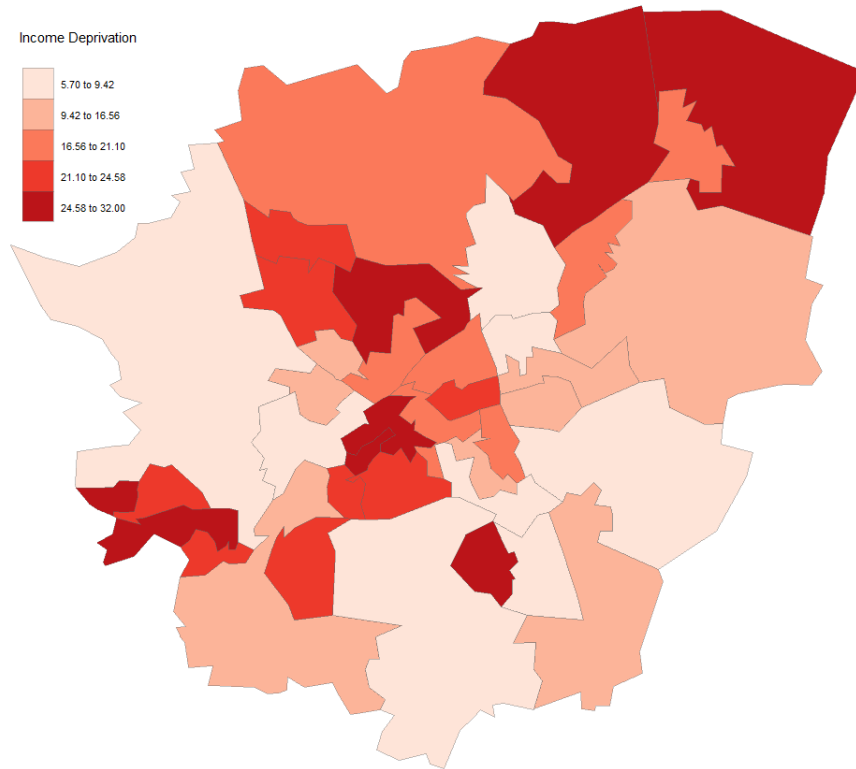 Income Deprivation
5.70 to 9.42
9.42 to 16.56
16.56 to 21.10
21.10 to 24.58
24.58 to 32.00